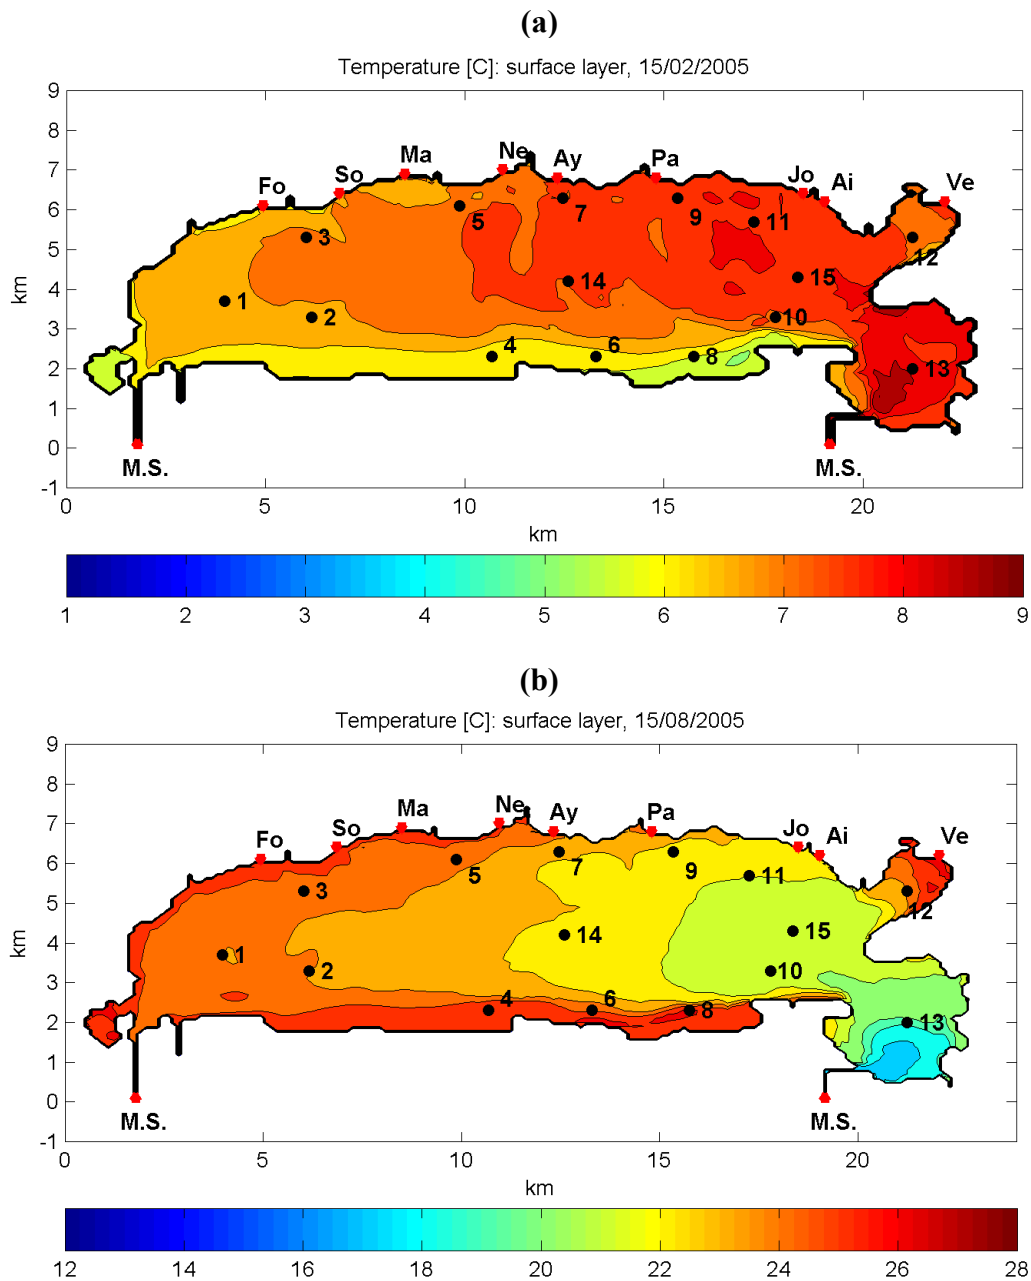 (a)
Temperature [C]: surface layer, 15/02/2005
9
8
7
6
5
4
3
2
1
0
-1
km
Fo So Ma Ne Ay Pa Jo Ai Ve
1 2 3 4 5 6 7 8 9 10 11 12 13 14 15
M.S. M.S.
0 5 10 15 20
km
1 2 3 4 5 6 7 8 9
(b)
Temperature [C]: surface layer, 15/08/2005
9
8
7
6
5
4
3
2
1
0
-1
km
Fo So Ma Ne Ay Pa Jo Ai Ve
1 2 3 4 5 6 7 8 9 10 11 12 13 14 15
M.S. M.S.
0 5 10 15 20
km
12 14 16 18 20 22 24 26 28